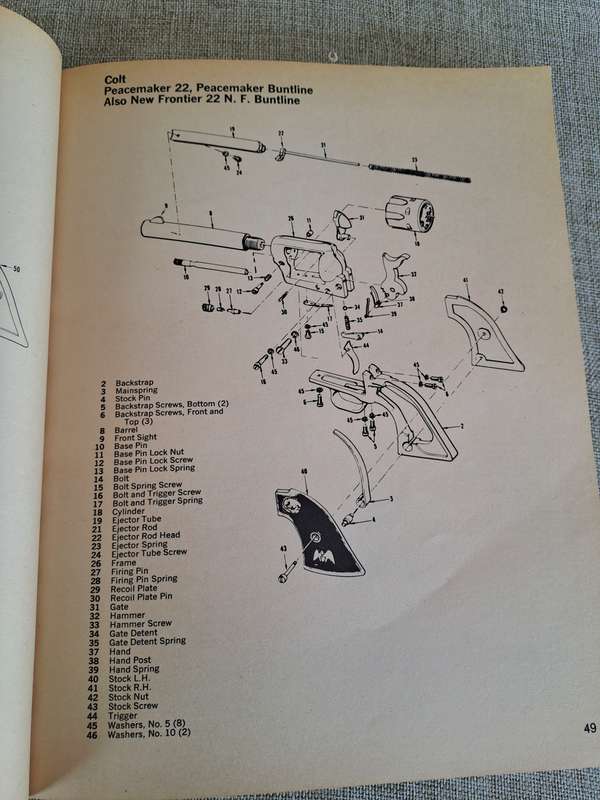 Colt
Peacemaker 22, Peacemaker Buntline
Also New Frontier 22 N. F. Buntline
2 Backstrap
3 Mainspring
4 Stock Pin
5 Backstrap Screws, Bottom (2)
6 Backstrap Screws, Front and
Top (3)
8 Barrel
9 Front Sight
10 Base Pin
11 Base Pin Lock Nut
12 Base Pin Lock Screw
13 Base Pin Lock Spring
14 Bolt
15 Bolt Spring Screw
16 Bolt and Trigger Screw
17 Bolt and Trigger Spring
18 Cylinder
19 Ejector Tube
21 Ejector Rod
22 Ejector Rod Head
23 Ejector Spring
24 Ejector Tube Screw
26 Frame
27 Firing Pin
28 Firing Pin Spring
29 Recoil Plate
30 Recoil Plate Pin
31 Gate
32 Hammer
33 Hammer Screw
34 Gate Detent
35 Gate Detent Spring
37 Hand
38 Hand Post
39 Hand Spring
40 Stock L.H.
41 Stock R.H.
42 Stock Nut
43 Stock Screw
44 Trigger
45 Washers, No. 5 (8)
46 Washers, No. 10 (2)
49
50